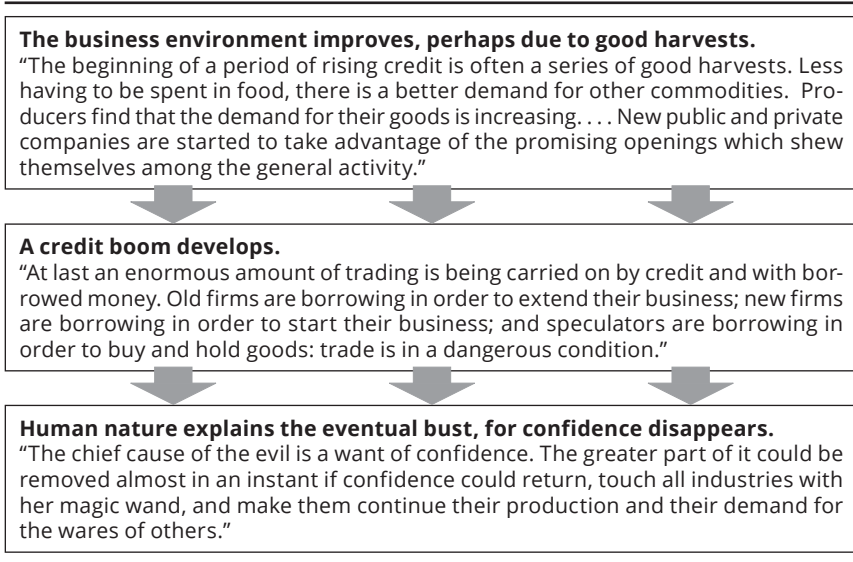 The business environment improves, perhaps due to good harvests.
“The beginning of a period of rising credit is often a series of good harvests. Less
having to be spent in food, there is a better demand for other commodities. Pro-
ducers find that the demand for their goods is increasing. . . . New public and private
companies are started to take advantage of the promising openings which shew
themselves among the general activity.”
A credit boom develops.
“At last an enormous amount of trading is being carried on by credit and with bor-
rowed money. Old firms are borrowing in order to extend their business; new firms
are borrowing in order to start their business; and speculators are borrowing in
order to buy and hold goods: trade is in a dangerous condition.”
Human nature explains the eventual bust, for confidence disappears.
“The chief cause of the evil is a want of confidence. The greater part of it could be
removed almost in an instant if confidence could return, touch all industries with
her magic wand, and make them continue their production and their demand for
the wares of others.”